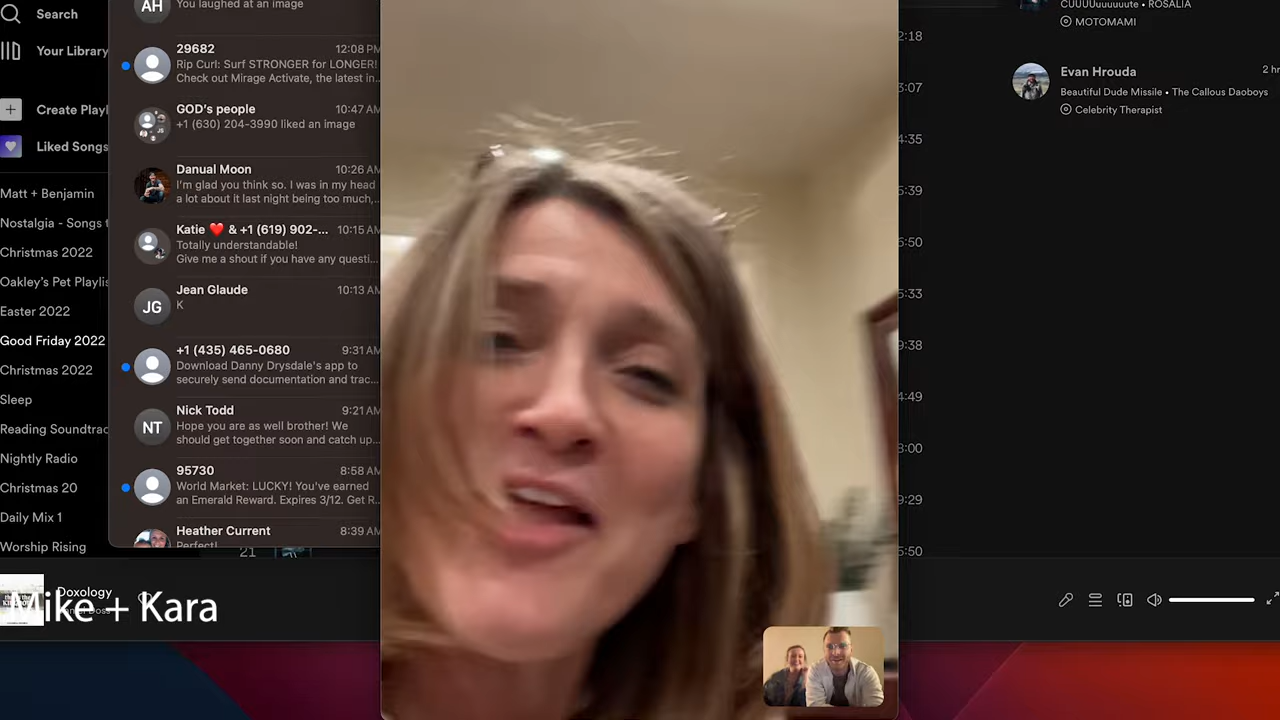 Search
Your Library
Create Playl
Liked Songs
Matt + Benjamin
Nostalgia - Songs t
Christmas 2022
Oakley's Pet Playlis
Easter 2022
Good Friday 2022
Christmas 2022
Sleep
Reading Soundtrac
Nightly Radio
Christmas 20
Daily Mix 1
Worship Rising
AH
You laughed at an image
29682 12:08 PM
Rip Curl: Surf STRONGER for LONGER!
Check out Mirage Activate, the latest in...
GOD's people 10:47 AM
+1 (630) 204-3990 liked an image
Danual Moon 10:26 AM
I'm glad you think so. I was in my head
a lot about it last night being too much,...
Katie ❤️ & +1 (619) 902-... 10:15 AM
Totally understandable!
Give me a shout if you have any questi...
JG
Jean Glaude 10:13 AM
K
+1 (435) 465-0680 9:31 AM
Download Danny Drysdale's app to
securely send documentation and trac...
NT
Nick Todd 9:21 AM
Hope you are as well brother! We
should get together soon and catch up...
95730 8:58 AM
World Market: LUCKY! You've earned
an Emerald Reward. Expires 3/12. Get R...
Heather Current 8:39 AM
Perfect!
21
2:18
3:07
4:35
5:39
5:50
5:33
9:38
4:49
3:00
9:29
5:50
CUUUUuuuuuute • ROSALIA
MOTOMAMI
Evan Hrouda 2 hr
Beautiful Dude Missile • The Callous Daoboys
Celebrity Therapist
Doxology
Mike + Kara